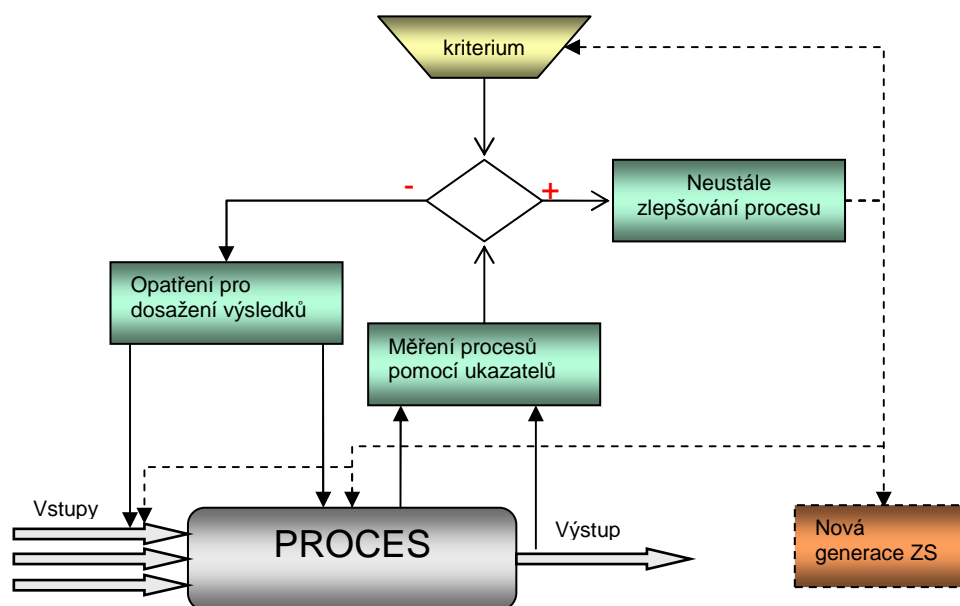 kriterium
-
+
Neustále
zlepšování procesu
Opatření pro
dosažení výsledků
Měření procesů
pomocí ukazatelů
Vstupy
PROCES
Výstup
Nová
generace ZS